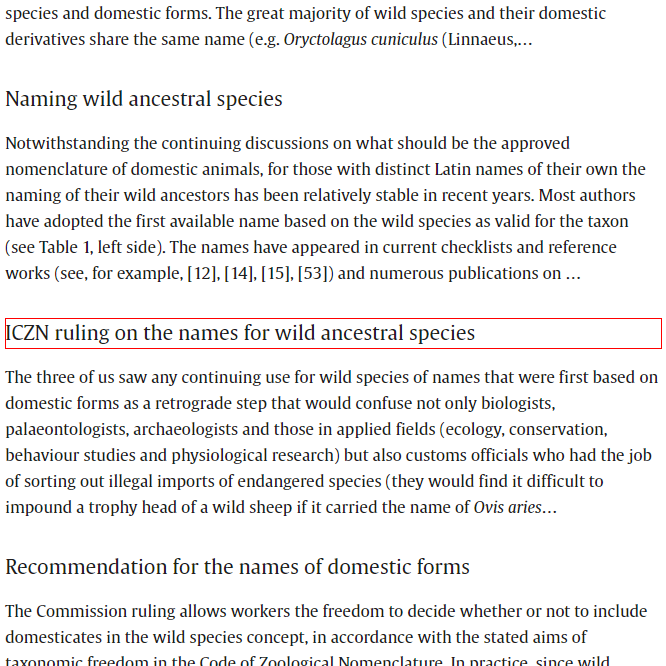 species and domestic forms. The great majority of wild species and their domestic
derivatives share the same name (e.g. Oryctolagus cuniculus (Linnaeus,…
Naming wild ancestral species
Notwithstanding the continuing discussions on what should be the approved
nomenclature of domestic animals, for those with distinct Latin names of their own the
naming of their wild ancestors has been relatively stable in recent years. Most authors
have adopted the first available name based on the wild species as valid for the taxon
(see Table 1, left side). The names have appeared in current checklists and reference
works (see, for example, [12], [14], [15], [53]) and numerous publications on …
ICZN ruling on the names for wild ancestral species
The three of us saw any continuing use for wild species of names that were first based on
domestic forms as a retrograde step that would confuse not only biologists,
palaeontologists, archaeologists and those in applied fields (ecology, conservation,
behaviour studies and physiological research) but also customs officials who had the job
of sorting out illegal imports of endangered species (they would find it difficult to
impound a trophy head of a wild sheep if it carried the name of Ovis aries…
Recommendation for the names of domestic forms
The Commission ruling allows workers the freedom to decide whether or not to include
domesticates in the wild species concept, in accordance with the stated aims of
taxonomic freedom in the Code of Zoological Nomenclature. In practice, since wild